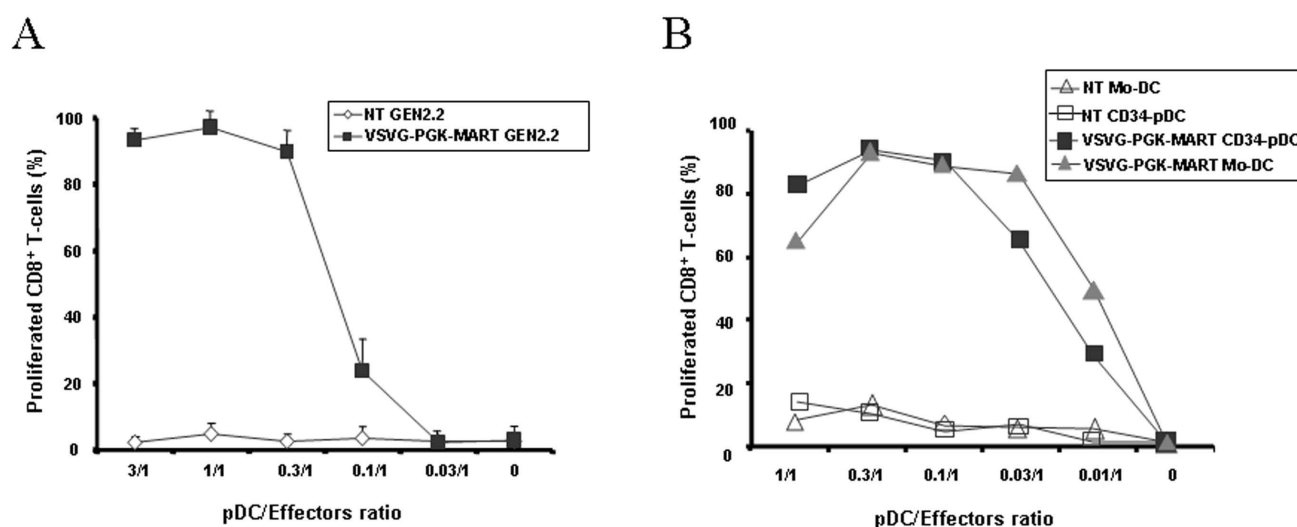 A
NT GEN2.2
VSVG-PGK-MART GEN2.2
Proliferated CD8⁺ T-cells (%)
100
80
60
40
20
0
3/1 1/1 0.3/1 0.1/1 0.03/1 0
pDC/Effectors ratio
B
NT Mo-DC
NT CD34-pDC
VSVG-PGK-MART CD34-pDC
VSVG-PGK-MART Mo-DC
Proliferated CD8⁺ T-cells (%)
100
80
60
40
20
0
1/1 0.3/1 0.1/1 0.03/1 0.01/1 0
pDC/Effectors ratio